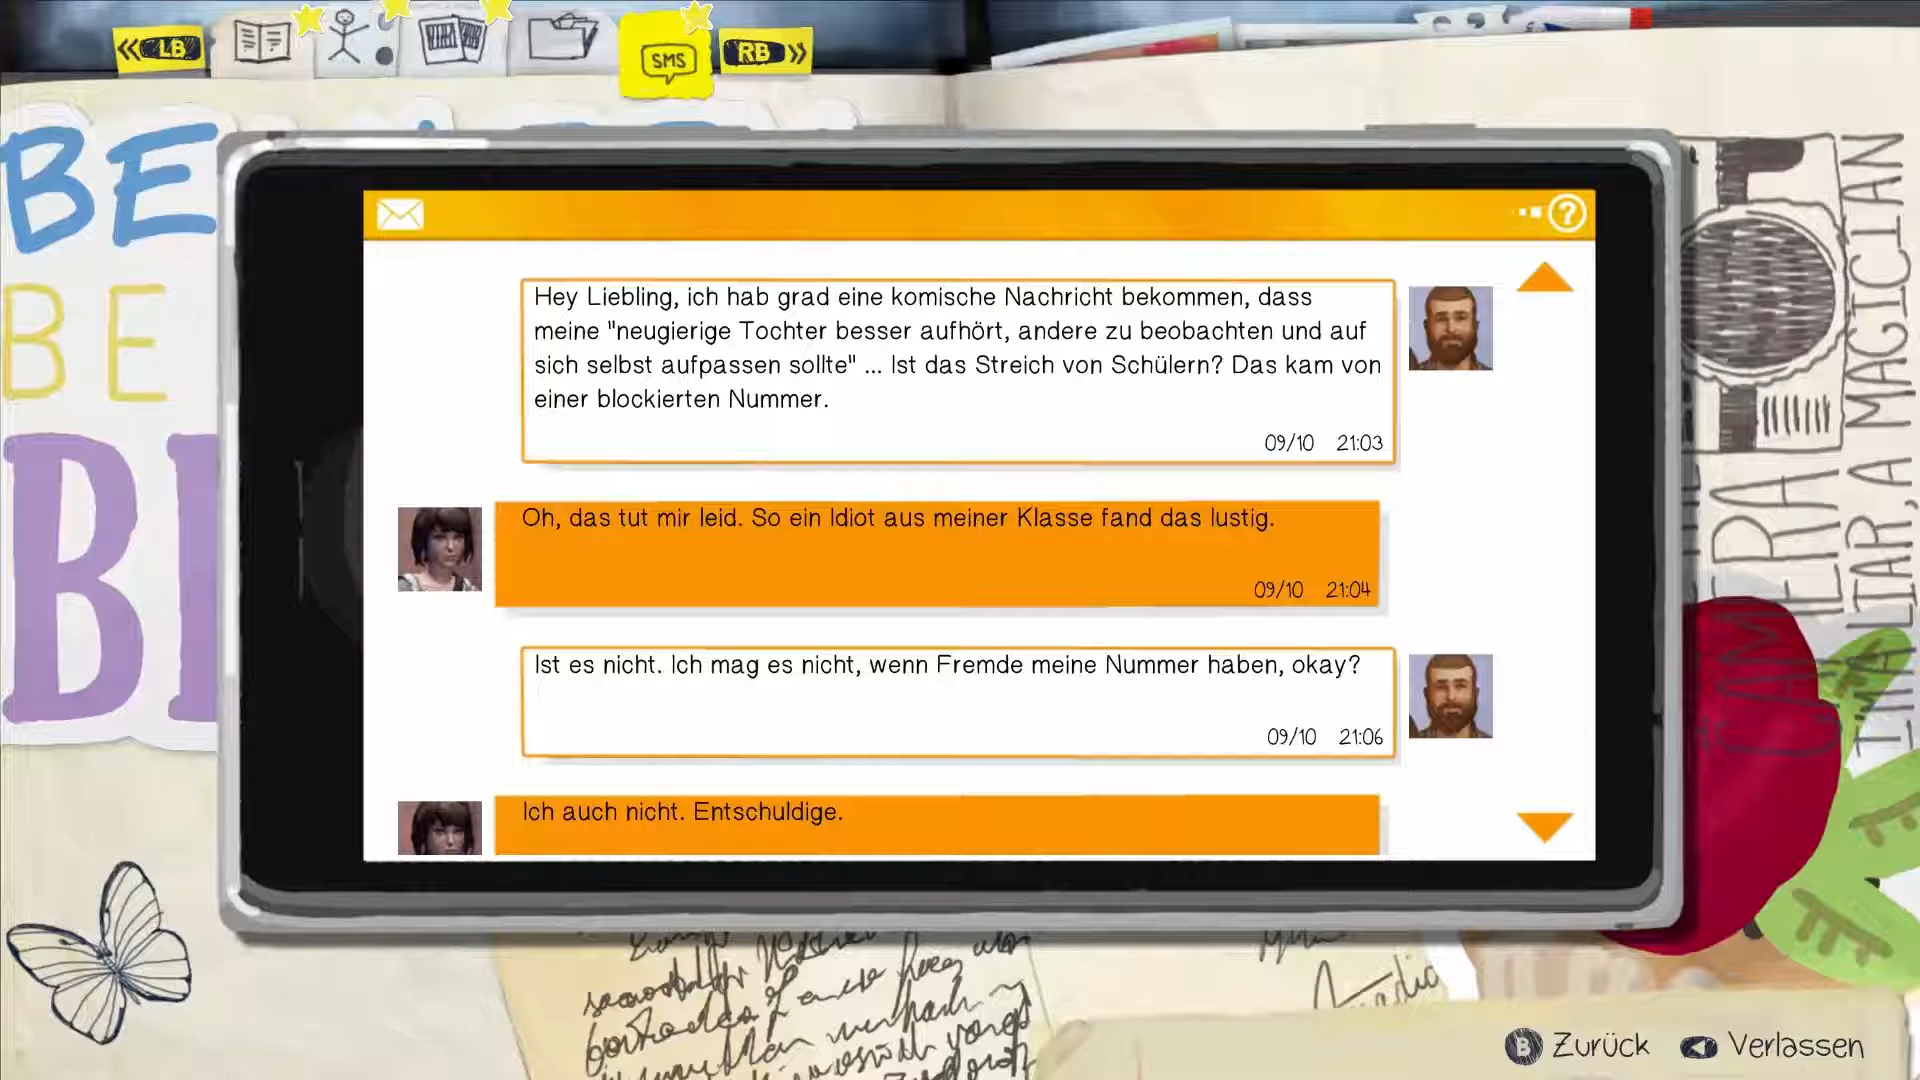 LB
SMS
RB
BE
BE
Hey Liebling, ich hab grad eine komische Nachricht bekommen, dass
meine "neugierige Tochter besser aufhört, andere zu beobachten und auf
sich selbst aufpassen sollte" ... Ist das Streich von Schülern? Das kam von
einer blockierten Nummer.
09/10 21:03
Oh, das tut mir leid. So ein Idiot aus meiner Klasse fand das lustig.
09/10 21:04
Ist es nicht. Ich mag es nicht, wenn Fremde meine Nummer haben, okay?
09/10 21:06
Ich auch nicht. Entschuldige.
CAMERA
LIAR, A MAGICIAN
B Zurück Verlassen